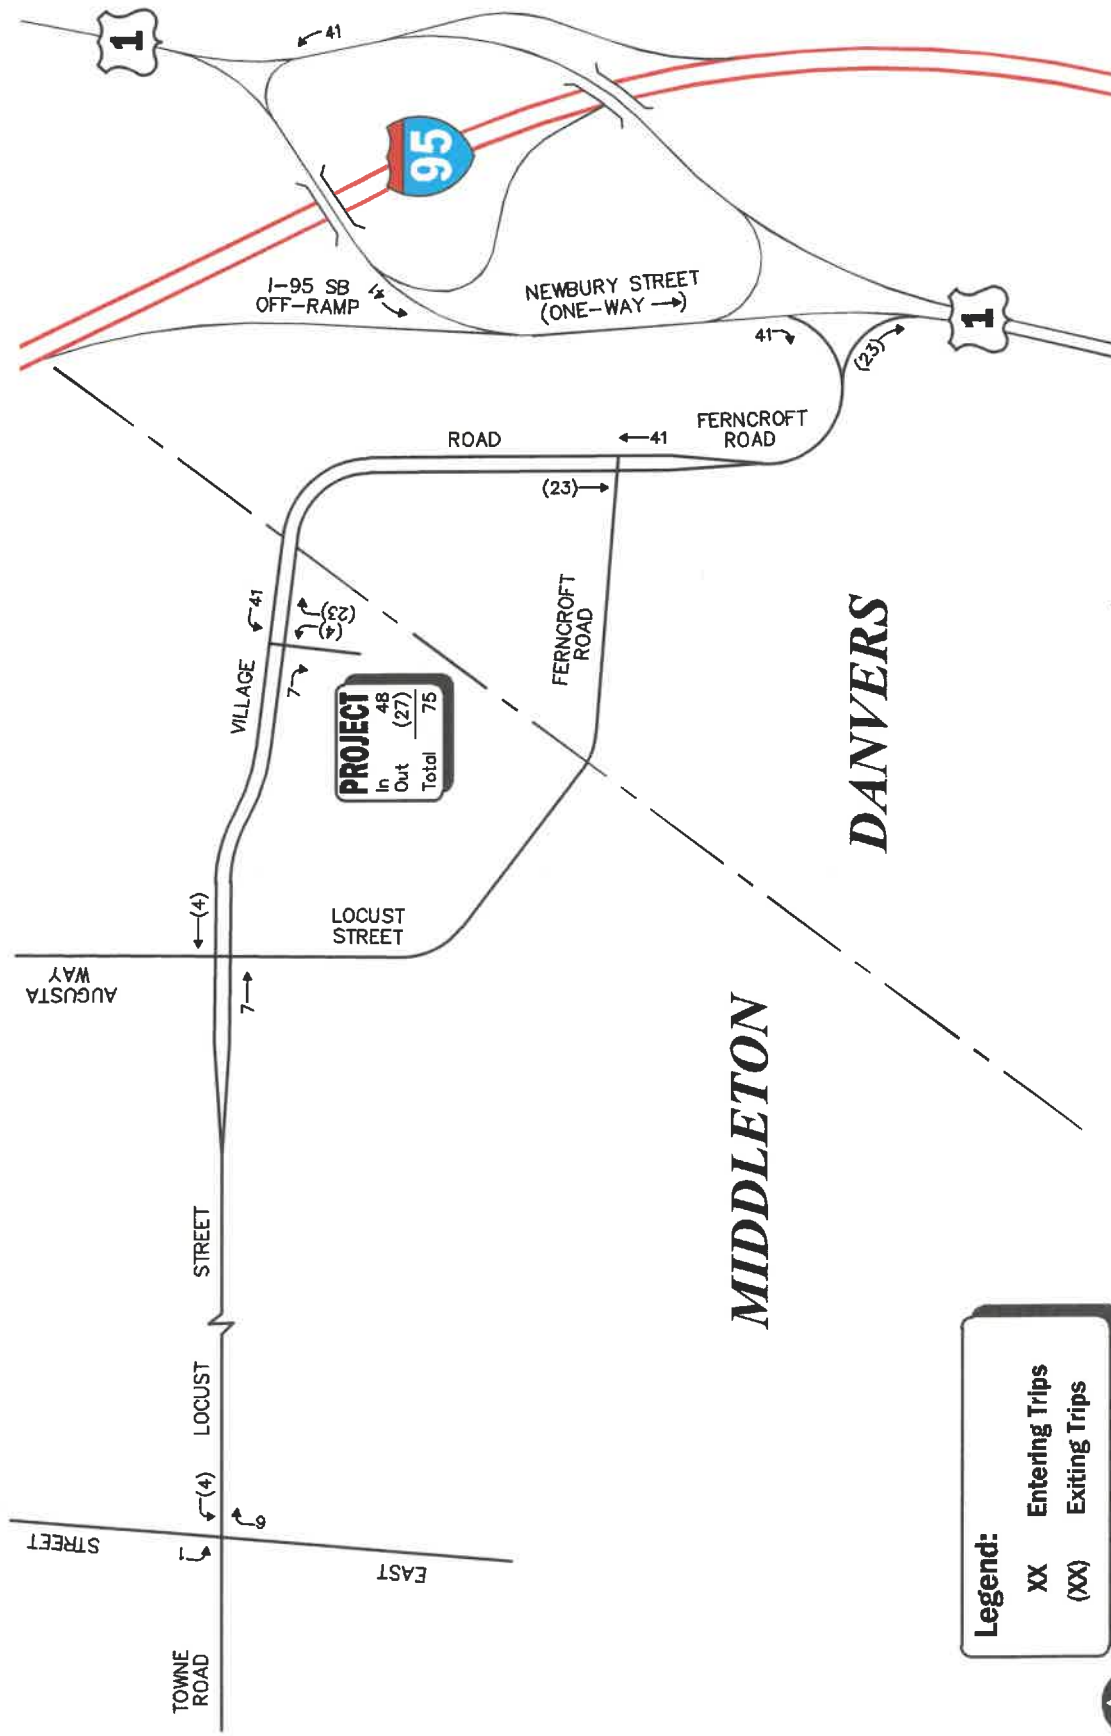 1
41
95
I-95 SB
OFF-RAMP
41
NEWBURY STREET
(ONE-WAY →)
41
(23)
1
FERNCROFT
ROAD
ROAD
41
(23)
FERNCROFT
ROAD
VILLAGE
41
(23)
(4)
7
PROJECT
In 48
Out (27)
Total 75
(4)
LOCUST
STREET
AUGUSTA
WAY
7
DANVERS
MIDDLETON
STREET
LOCUST
(4)
1
STREET
EAST
TOWNE
ROAD
Legend:
XX Entering Trips
(XX) Exiting Trips